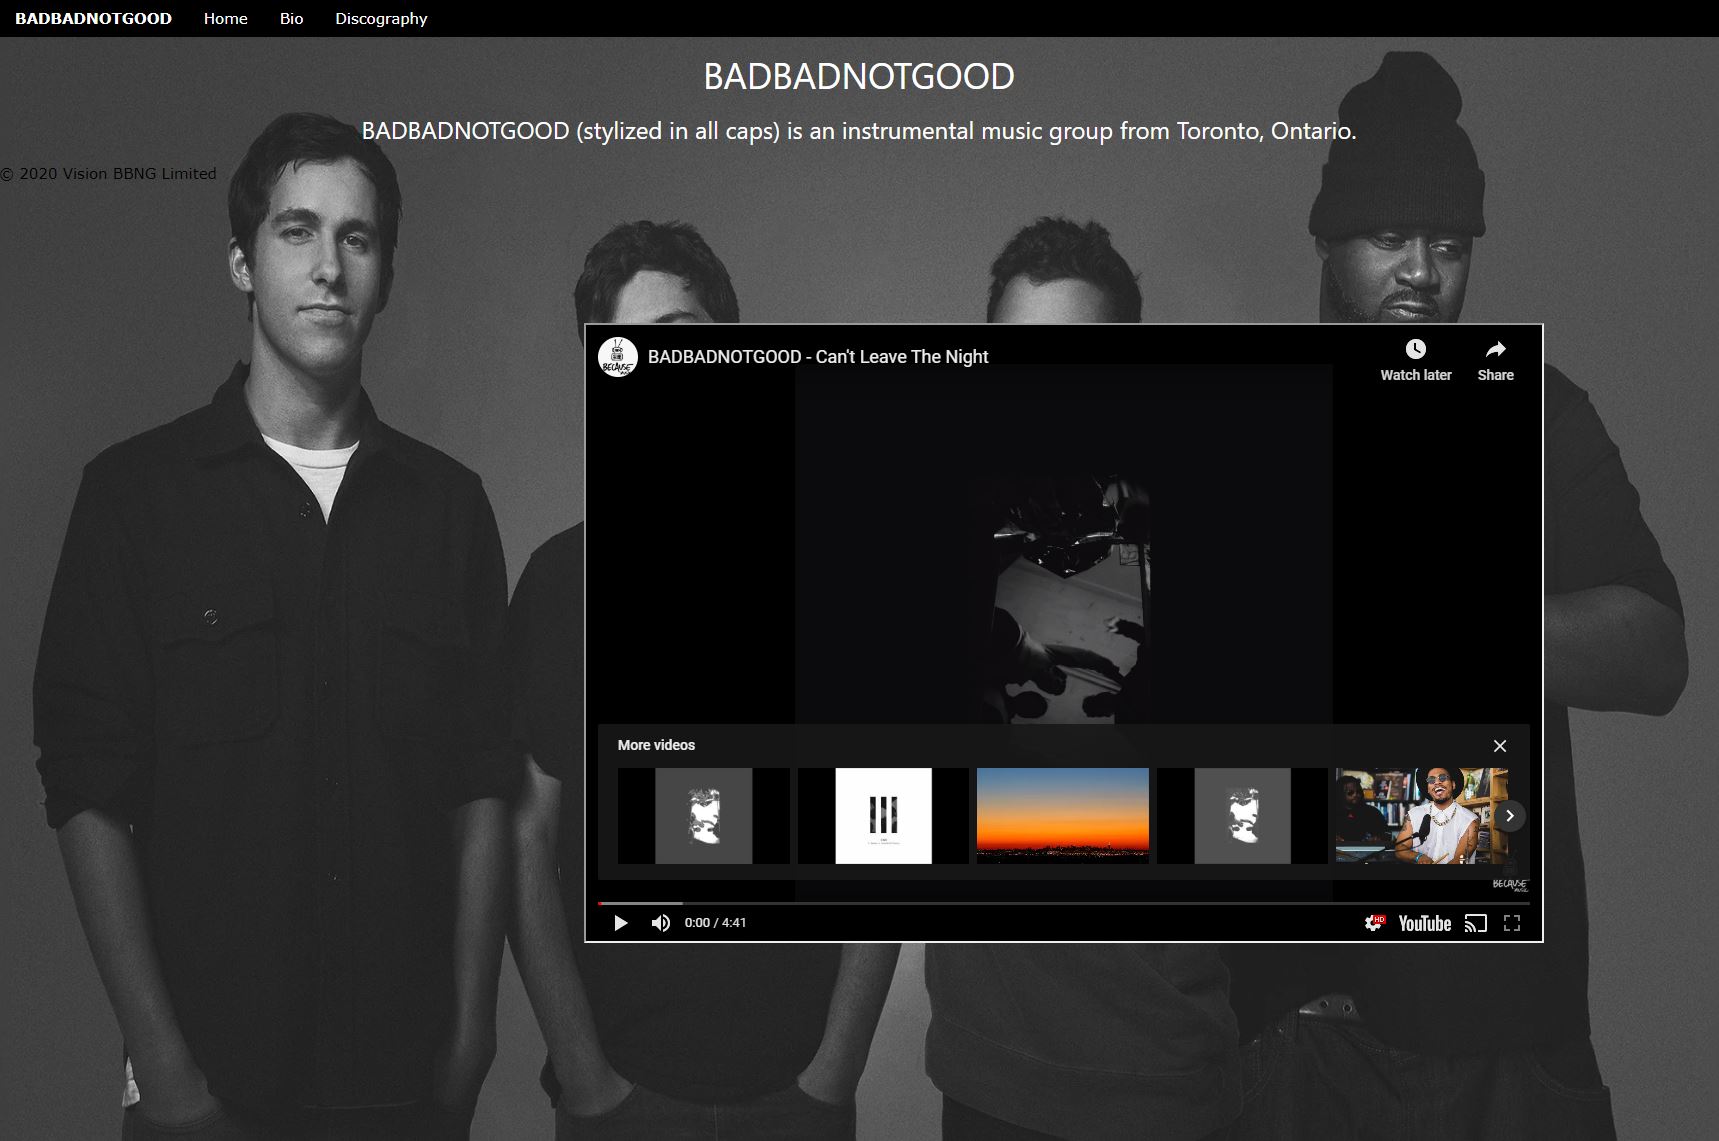 BADBADNOTGOOD Home Bio Discography
BADBADNOTGOOD
BADBADNOTGOOD (stylized in all caps) is an instrumental music group from Toronto, Ontario.
© 2020 Vision BBNG Limited
BECAUSE
MUSIC
BADBADNOTGOOD - Can't Leave The Night
Watch later
Share
More videos
BECAUSE
MUSIC
0:00 / 4:41
HD
YouTube